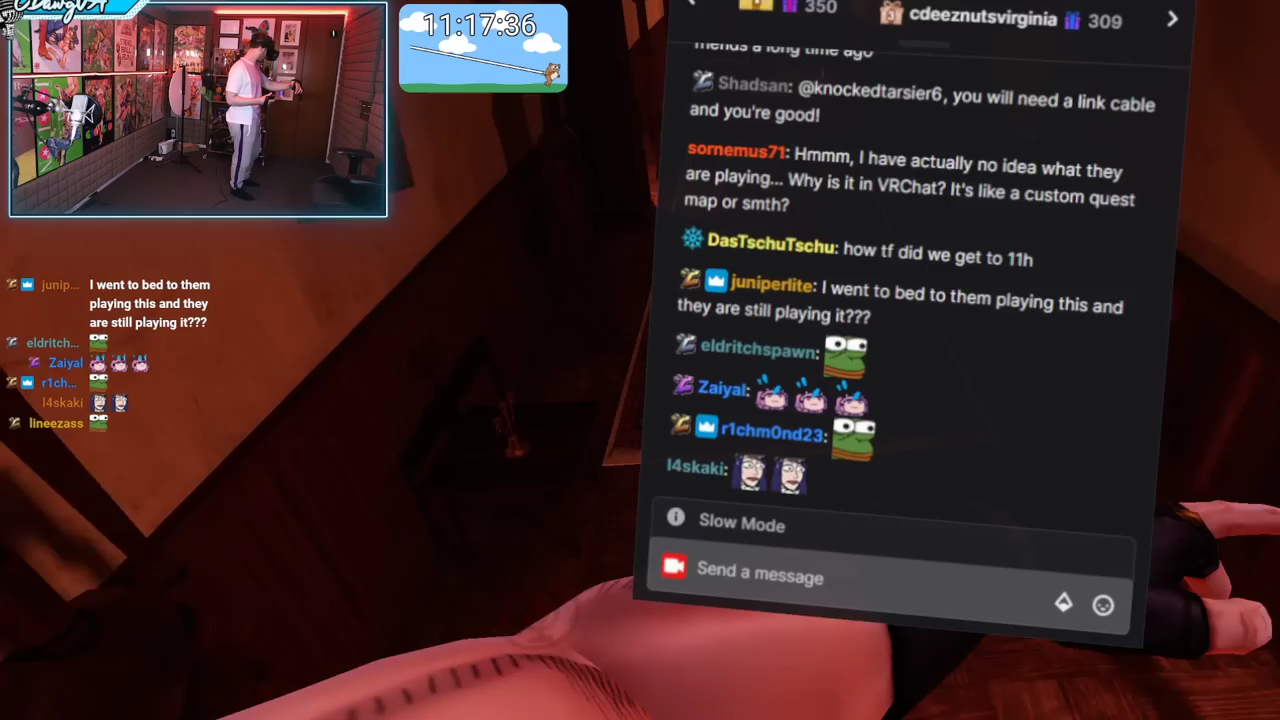 CDawgVA
11:17:36
350
cdeeznutsvirginia 309
friends a long time ago
Shadsan: @knockedtarsier6, you will need a link cable
and you're good!
sornemus71: Hmmm, I have actually no idea what they
are playing... Why is it in VRChat? It's like a custom quest
map or smth?
DasTschuTschu: how tf did we get to 11h
juniperlite: I went to bed to them playing this and
they are still playing it???
eldritchspawn:
Zaiyal:
r1chm0nd23:
l4skaki:
Slow Mode
Send a message
junip... I went to bed to them
playing this and they
are still playing it???
eldritch...
Zaiyal
r1ch...
l4skaki
lineezass